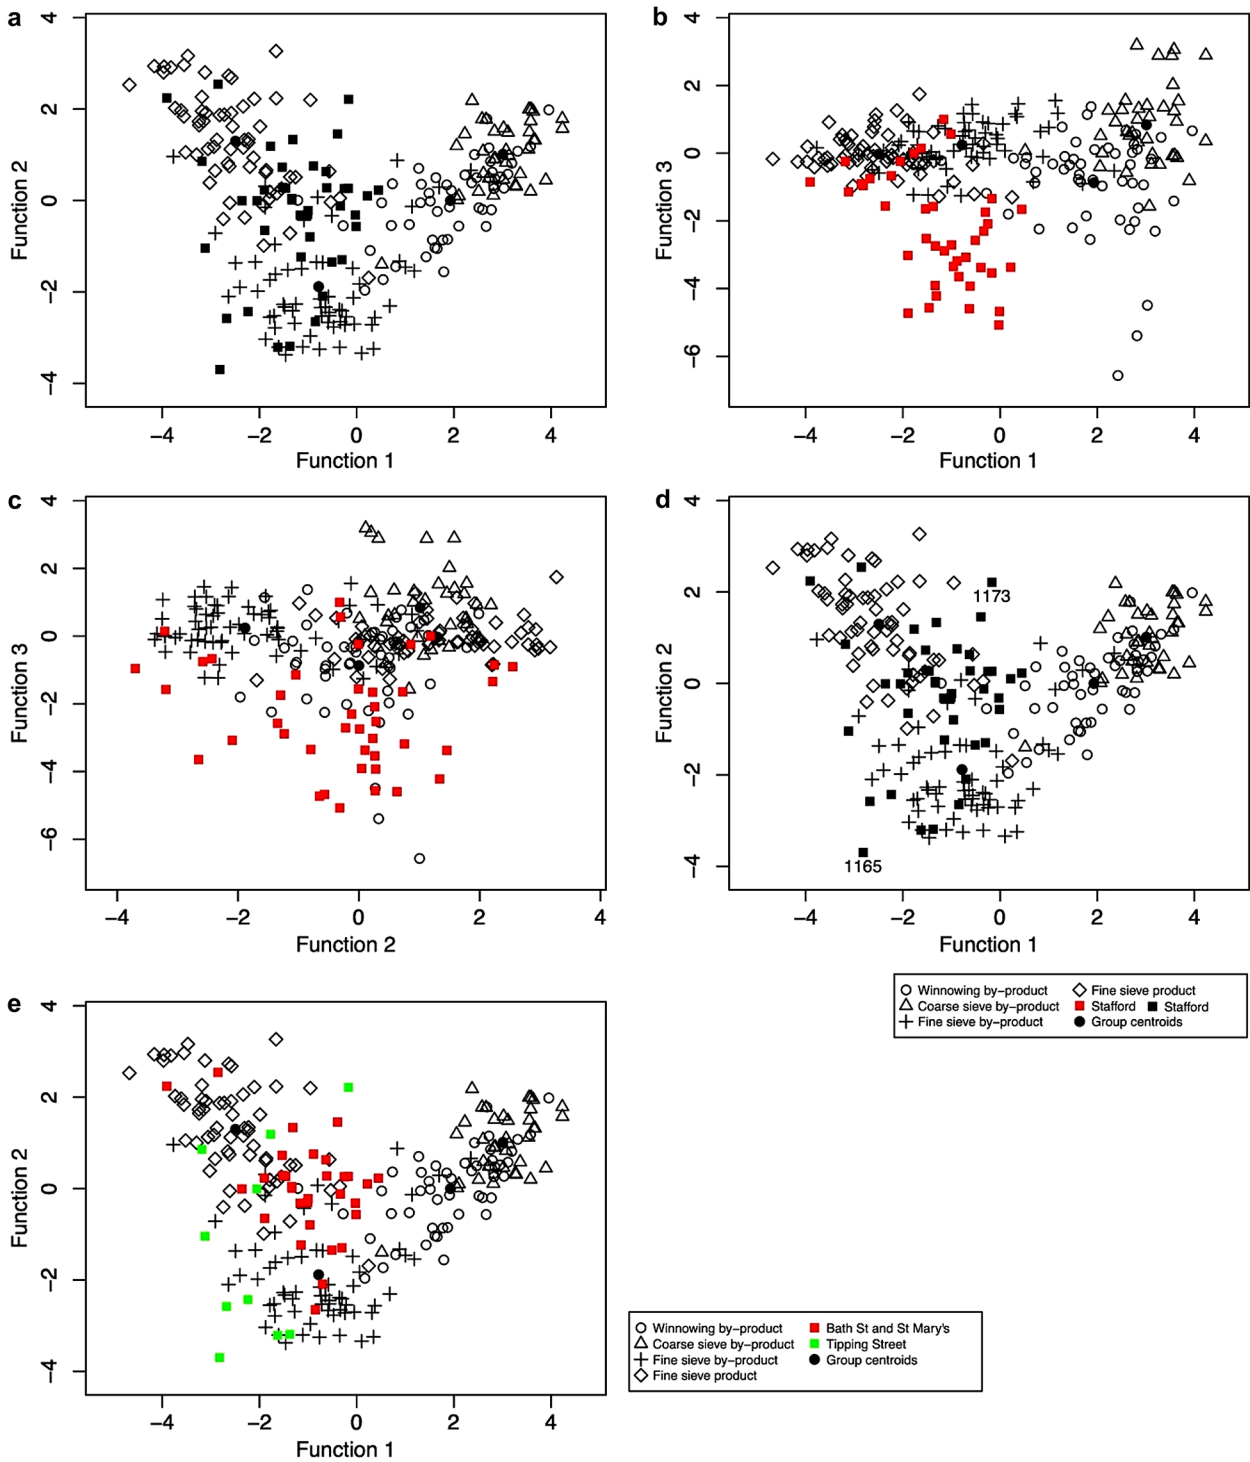 a
4
2
0
−2
−4
Function 2
−4 −2 0 2 4
Function 1
b
4
2
0
−2
−4
−6
Function 3
−4 −2 0 2 4
Function 1
c
4
2
0
−2
−4
−6
Function 3
−4 −2 0 2 4
Function 2
d
4
2
0
−2
−4
Function 2
1173
1165
−4 −2 0 2 4
Function 1
Winnowing by−product Fine sieve product
Coarse sieve by−product Stafford Stafford
Fine sieve by−product Group centroids
e
4
2
0
−2
−4
Function 2
−4 −2 0 2 4
Function 1
Winnowing by−product Bath St and St Mary's
Coarse sieve by−product Tipping Street
Fine sieve by−product Group centroids
Fine sieve product